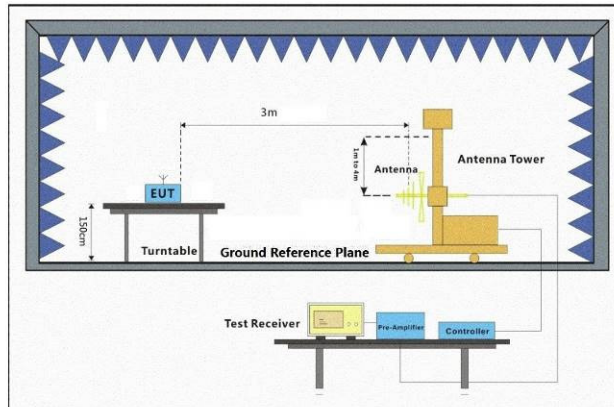 3m
1m to 4m
Antenna
Antenna Tower
EUT
150cm
Turntable
Ground Reference Plane
Test Receiver
Pre-Amplifier
Controller